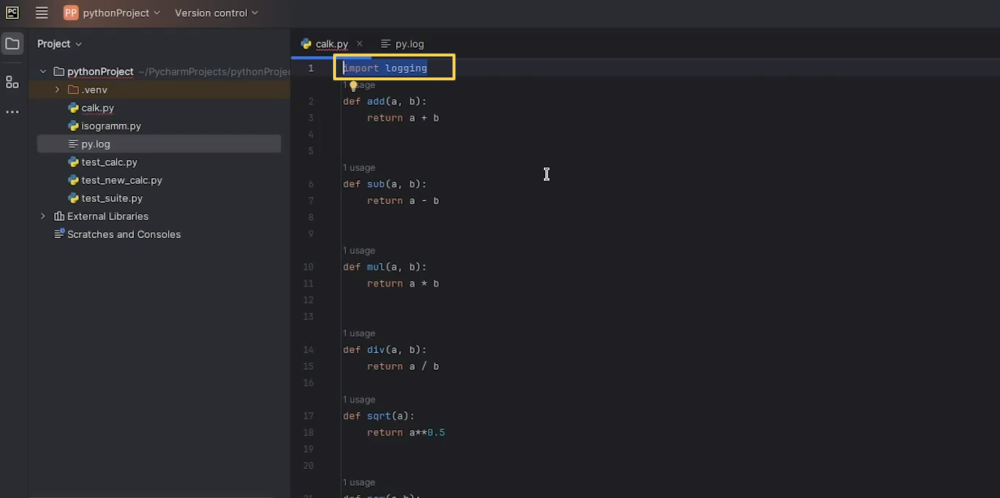 PC PP pythonProject Version control
Project
pythonProject ~/PycharmProjects/pythonProjec
.venv
calk.py
isogramm.py
py.log
test_calc.py
test_new_calc.py
test_suite.py
External Libraries
Scratches and Consoles
calk.py × py.log
1 import logging
1 usage
2 def add(a, b):
3 return a + b
4
5
1 usage
6 def sub(a, b):
7 return a - b
8
9
1 usage
10 def mul(a, b):
11 return a * b
12
13
1 usage
14 def div(a, b):
15 return a / b
16
1 usage
17 def sqrt(a):
18 return a**0.5
19
20
1 usage